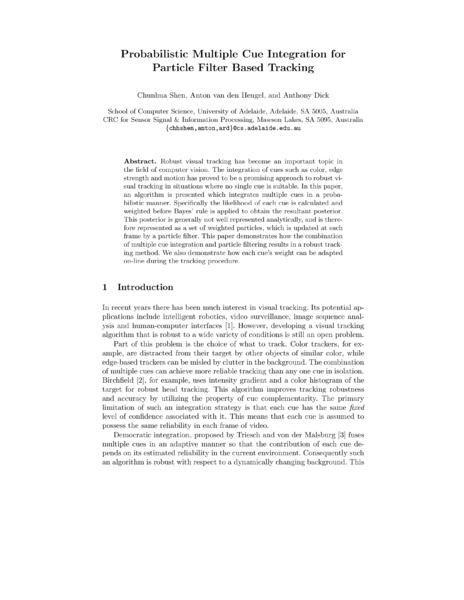 Probabilistic Multiple Cue Integration for
Particle Filter Based Tracking
Chunhua Shen, Anton van den Hengel, and Anthony Dick
School of Computer Science, University of Adelaide, Adelaide, SA 5005, Australia
CRC for Sensor Signal & Information Processing, Mawson Lakes, SA 5095, Australia
{chhshen,anton,ard}@cs.adelaide.edu.au
Abstract. Robust visual tracking has become an important topic in
the field of computer vision. The integration of cues such as color, edge
strength and motion has proved to be a promising approach to robust vi-
sual tracking in situations where no single cue is suitable. In this paper,
an algorithm is presented which integrates multiple cues in a proba-
bilistic manner. Specifically the likelihood of each cue is calculated and
weighted before Bayes' rule is applied to obtain the resultant posterior.
This posterior is generally not well represented analytically, and is there-
fore represented as a set of weighted particles, which is updated at each
frame by a particle filter. This paper demonstrates how the combination
of multiple cue integration and particle filtering results in a robust track-
ing method. We also demonstrate how each cue's weight can be adapted
on-line during the tracking procedure.
1 Introduction
In recent years there has been much interest in visual tracking. Its potential ap-
plications include intelligent robotics, video surveillance, image sequence anal-
ysis and human-computer interfaces [1]. However, developing a visual tracking
algorithm that is robust to a wide variety of conditions is still an open problem.
Part of this problem is the choice of what to track. Color trackers, for ex-
ample, are distracted from their target by other objects of similar color, while
edge-based trackers can be misled by clutter in the background. The combination
of multiple cues can achieve more reliable tracking than any one cue in isolation.
Birchfield [2], for example, uses intensity gradient and a color histogram of the
target for robust head tracking. This algorithm improves tracking robustness
and accuracy by utilizing the property of cue complementarity. The primary
limitation of such an integration strategy is that each cue has the same fixed
level of confidence associated with it. This means that each cue is assumed to
possess the same reliability in each frame of video.
Democratic integration, proposed by Triesch and von der Malsburg [3] fuses
multiple cues in an adaptive manner so that the contribution of each cue de-
pends on its estimated reliability in the current environment. Consequently such
an algorithm is robust with respect to a dynamically changing background. This